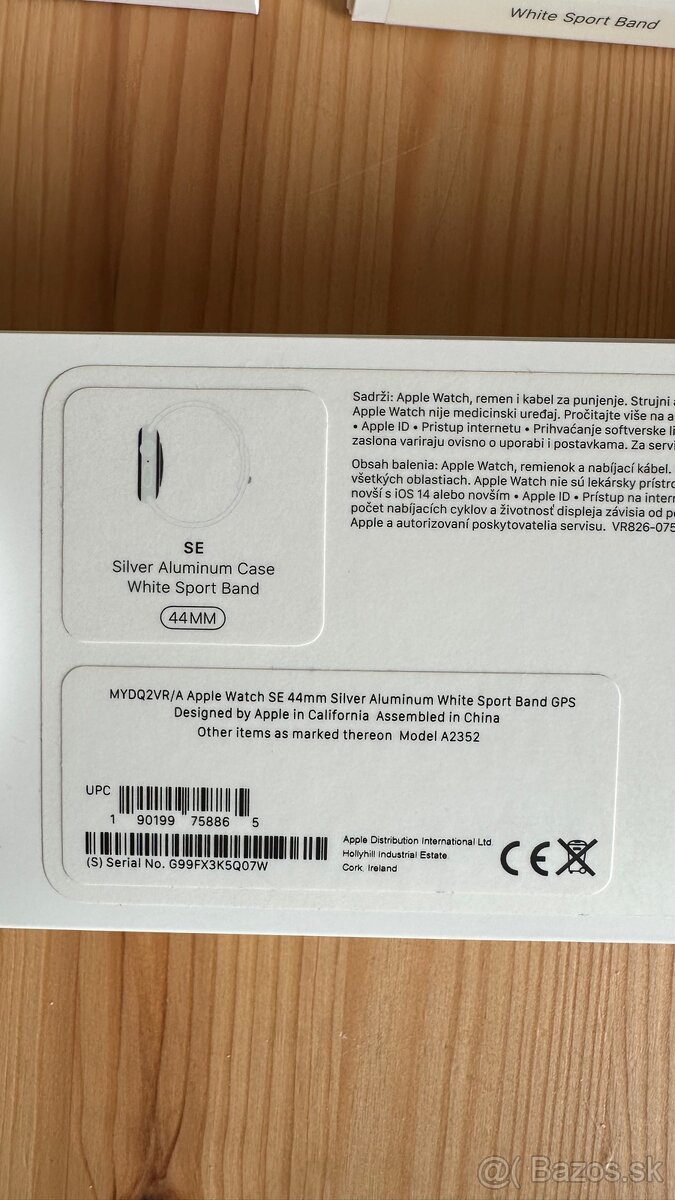 White Sport Band
SE
Silver Aluminum Case
White Sport Band
44MM
Sadrži: Apple Watch, remen i kabel za punjenje. Strujni
Apple Watch nije medicinski uređaj. Pročitajte više na
• Apple ID • Pristup internetu • Prihvaćanje softverske
zaslona variraju ovisno o uporabi i postavkama. Za
Obsah balenia: Apple Watch, remienok a nabíjací kábel.
všetkých oblastiach. Apple Watch nie sú lekársky
novší s iOS 14 alebo novším • Apple ID • Prístup na
počet nabíjacích cyklov a životnosť displeja závisia od
Apple a autorizovaní poskytovatelia servisu. VR826-075
MYDQ2VR/A Apple Watch SE 44mm Silver Aluminum White Sport Band GPS
Designed by Apple in California Assembled in China
Other items as marked thereon Model A2352
UPC
1 90199 75886 5
(S) Serial No. G99FX3K5Q07W
Apple Distribution International Ltd
Hollyhill Industrial Estate
Cork, Ireland
CE
@( Bazos.sk